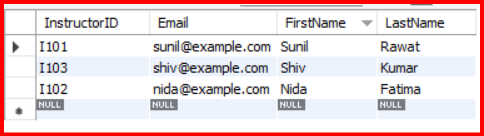 InstructorID Email FirstName LastName
I101 sunil@example.com Sunil Rawat
I103 shiv@example.com Shiv Kumar
I102 nida@example.com Nida Fatima
NULL NULL NULL NULL